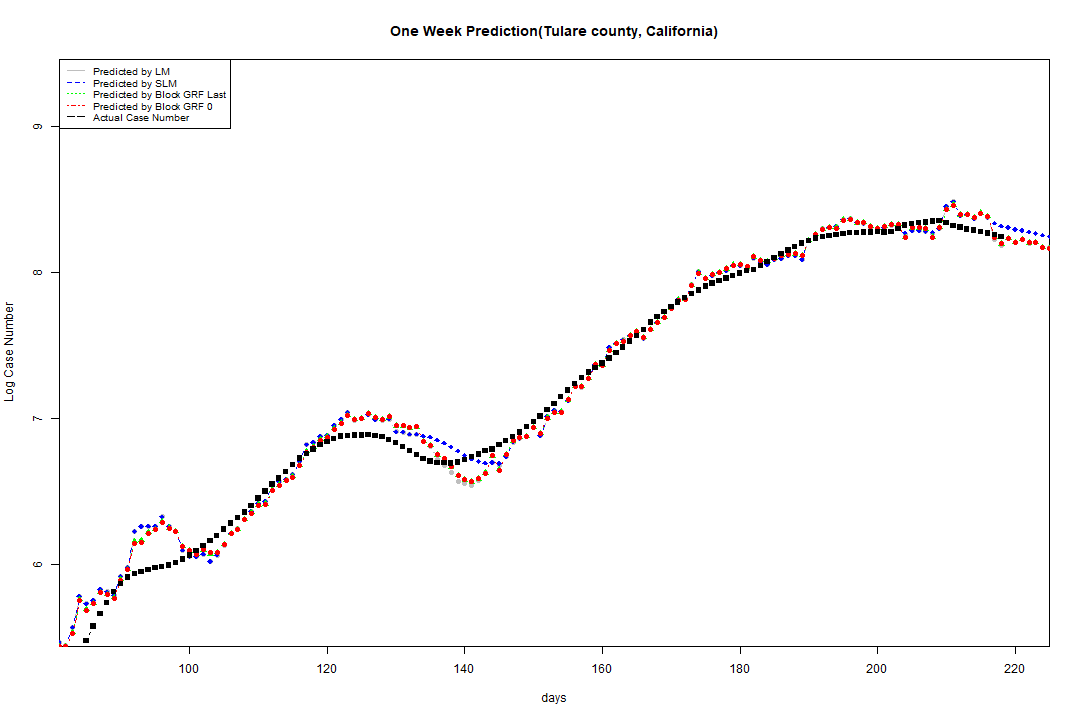 One Week Prediction(Tulare county, California)
Predicted by LM
Predicted by SLM
Predicted by Block GRF Last
Predicted by Block GRF 0
Actual Case Number
9
8
7
6
Log Case Number
100 120 140 160 180 200 220
days